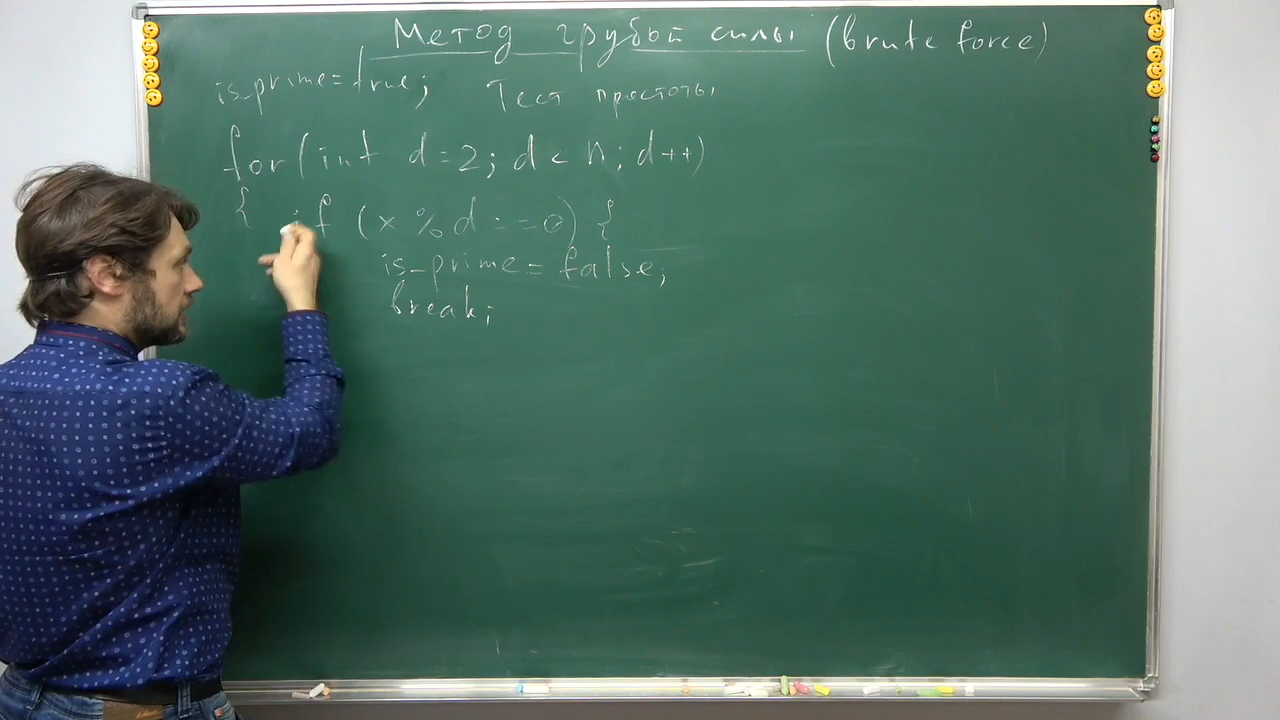 Метод грубой силы (brute force)
is_prime=true; Тест простоты
for(int d=2; d<n; d++)
{ if (x % d ==0) {
is_prime=false;
break;